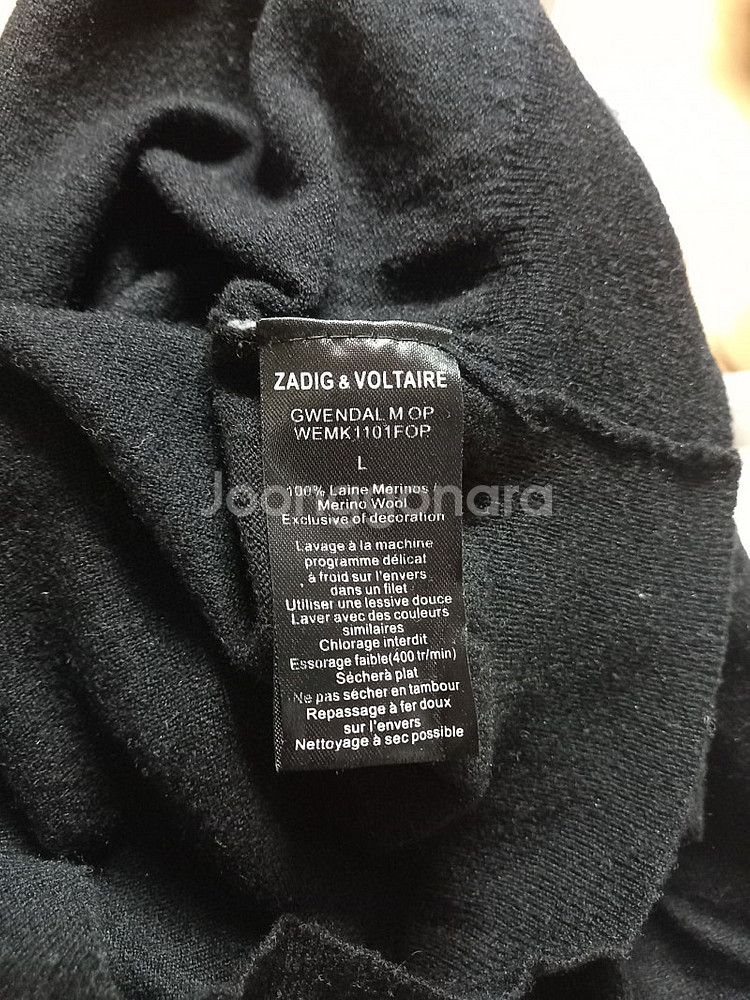 ZADIG & VOLTAIRE
GWENDAL M OP
WEMK1101FOP
L
100% Laine Merinos /
Merino Wool
Exclusive of decoration
Lavage à la machine
programme délicat
à froid sur l'envers
dans un filet
Utiliser une lessive douce
Laver avec des couleurs
similaires
Chlorage interdit
Essorage faible(400 tr/min)
Sècherà plat
Ne pas sécher en tambour
Repassage à fer doux
sur l'envers
Nettoyage à sec possible
Joonggonara